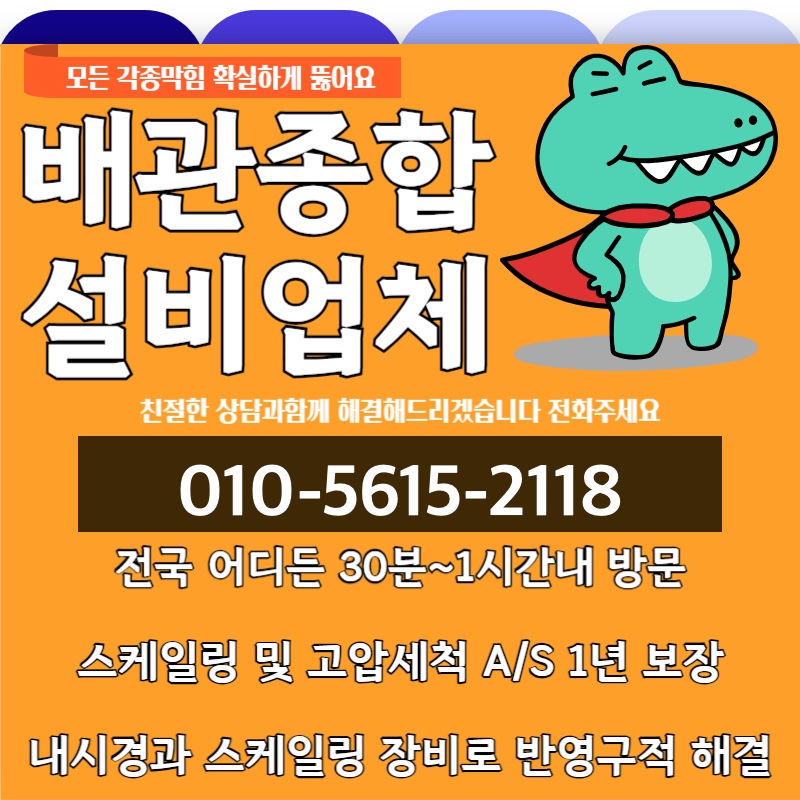 모든 각종막힘 확실하게 뚫어요
배관종합
설비업체
친절한 상담과함께 해결해드리겠습니다 전화주세요
010-5615-2118
전국 어디든 30분~1시간내 방문
스케일링 및 고압세척 A/S 1년 보장
내시경과 스케일링 장비로 반영구적 해결